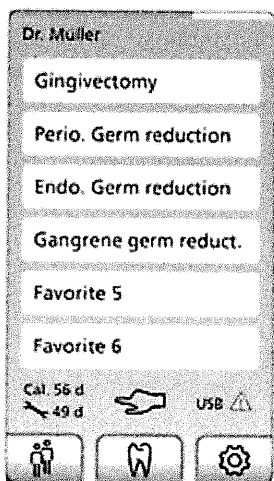 Dr. Müller
Gingivectomy
Perio. Germ reduction
Endo. Germ reduction
Gangrene germ reduct.
Favorite 5
Favorite 6
Cal. 56 d
49 d
USB